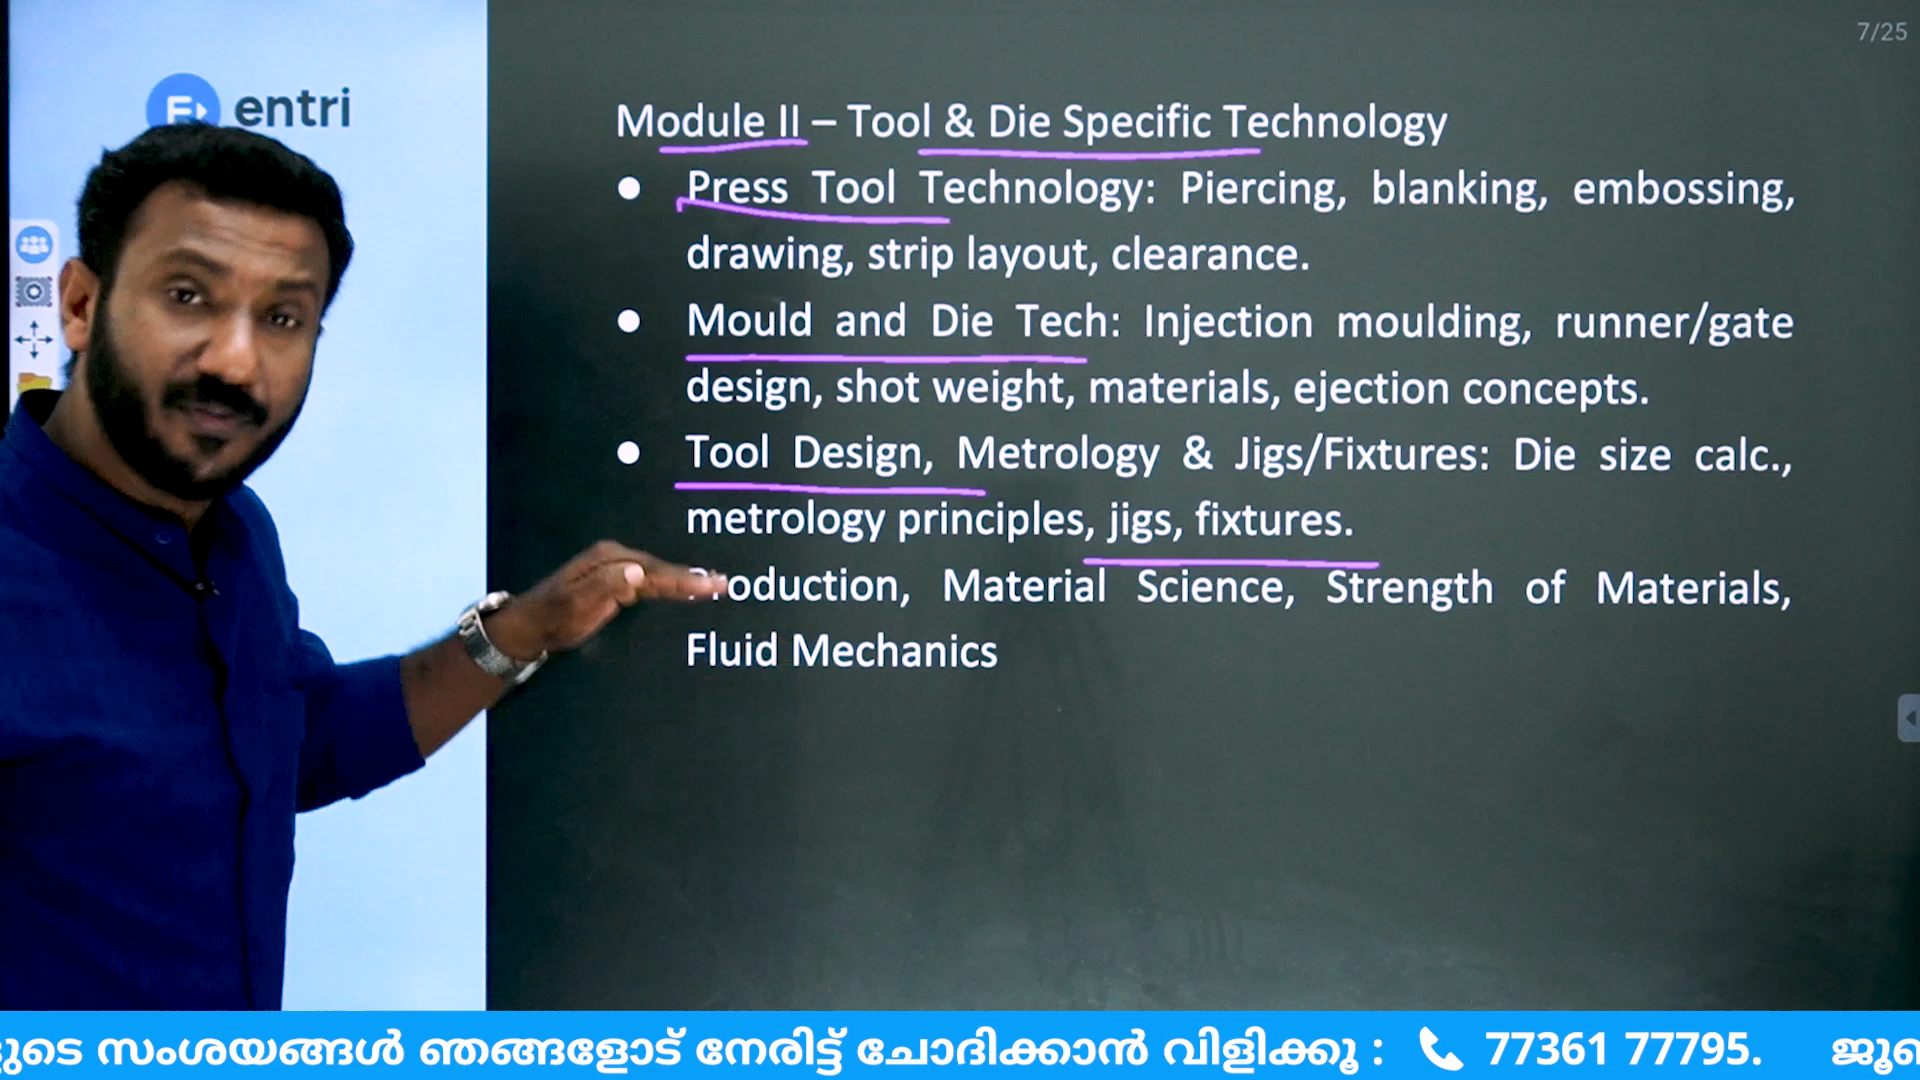 7/25
entri
Module II – Tool & Die Specific Technology
● Press Tool Technology: Piercing, blanking, embossing,
drawing, strip layout, clearance.
● Mould and Die Tech: Injection moulding, runner/gate
design, shot weight, materials, ejection concepts.
● Tool Design, Metrology & Jigs/Fixtures: Die size calc.,
metrology principles, jigs, fixtures.
Production, Material Science, Strength of Materials,
Fluid Mechanics
സംശയങ്ങൾ ഞങ്ങളോട് നേരിട്ട് ചോദിക്കാൻ വിളിക്കൂ : 77361 77795.